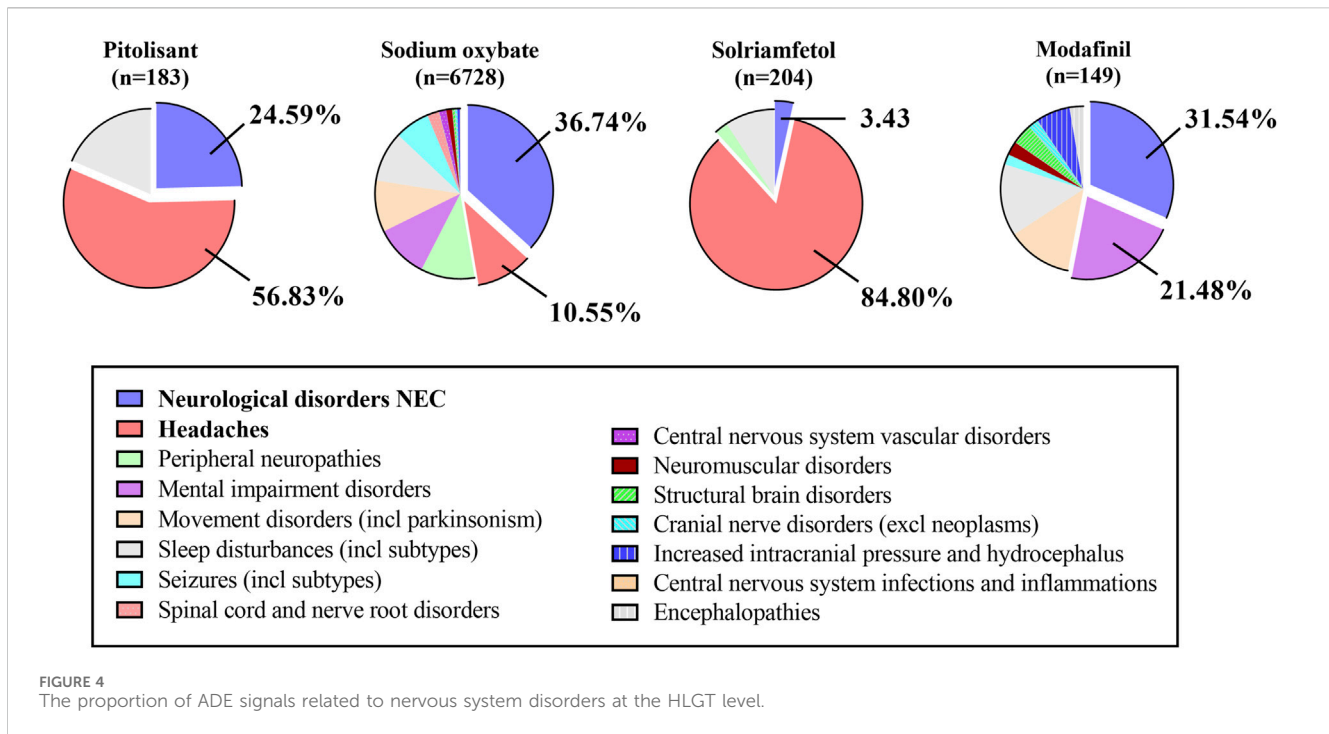 Pitolisant
(n=183)
24.59%
56.83%
Sodium oxybate
(n=6728)
36.74%
10.55%
Solriamfetol
(n=204)
3.43
84.80%
Modafinil
(n=149)
31.54%
21.48%
Neurological disorders NEC
Headaches
Peripheral neuropathies
Mental impairment disorders
Movement disorders (incl parkinsonism)
Sleep disturbances (incl subtypes)
Seizures (incl subtypes)
Spinal cord and nerve root disorders
Central nervous system vascular disorders
Neuromuscular disorders
Structural brain disorders
Cranial nerve disorders (excl neoplasms)
Increased intracranial pressure and hydrocephalus
Central nervous system infections and inflammations
Encephalopathies
FIGURE 4
The proportion of ADE signals related to nervous system disorders at the HLGT level.